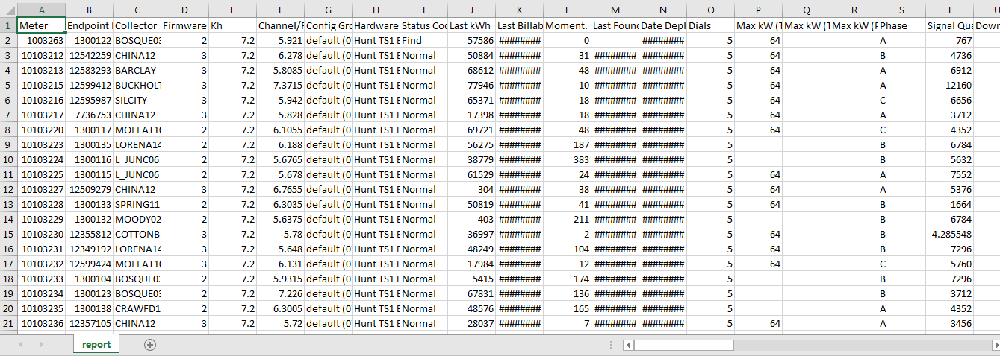 A B C D E F G H I J K L M N O P Q R S T U
1 Meter Endpoint Collector Firmware Kh Channel/F Config Gro Hardware Status Coc Last kWh Last Billab Moment. Last Found Date Depl Dials Max kW (T Max kW (T Max kW (F Phase Signal Qua Down
2 1003263 1300122 BOSQUE03 2 7.2 5.921 default (0 Hunt TS1 E Find 57586 ######## 0 ######## 5 64 A 767
3 10103212 12542259 CHINA12 3 7.2 6.278 default (0 Hunt TS1 E Normal 50884 ######## 31 ######## ######## 5 64 B 4736
4 10103213 12583293 BARCLAY 3 7.2 5.8085 default (0 Hunt TS1 E Normal 68612 ######## 48 ######## ######## 5 64 A 6912
5 10103215 12599412 BUCKHOLT 3 7.2 7.3715 default (0 Hunt TS1 E Normal 77946 ######## 10 ######## ######## 5 64 A 12160
6 10103216 12595987 SILCITY 3 7.2 5.942 default (0 Hunt TS1 E Normal 65371 ######## 18 ######## ######## 5 64 C 6656
7 10103217 7736753 CHINA12 3 7.2 5.828 default (0 Hunt TS1 E Normal 17398 ######## 18 ######## ######## 5 64 A 3712
8 10103220 1300117 MOFFAT10 2 7.2 6.1055 default (0 Hunt TS1 E Normal 69721 ######## 48 ######## ######## 5 64 C 4352
9 10103223 1300135 LORENA14 2 7.2 6.188 default (0 Hunt TS1 E Normal 56275 ######## 187 ######## ######## 5 B 6784
10 10103224 1300116 L_JUNC06 2 7.2 5.6765 default (0 Hunt TS1 E Normal 38779 ######## 383 ######## ######## 5 B 5632
11 10103225 1300115 L_JUNC06 2 7.2 5.678 default (0 Hunt TS1 E Normal 61529 ######## 24 ######## ######## 5 64 A 7552
12 10103227 12509279 CHINA12 3 7.2 6.7655 default (0 Hunt TS1 E Normal 304 ######## 38 ######## ######## 5 64 A 5376
13 10103228 1300133 SPRING11 2 7.2 6.3035 default (0 Hunt TS1 E Normal 50819 ######## 41 ######## ######## 5 64 B 1664
14 10103229 1300132 MOODY02 2 7.2 5.6375 default (0 Hunt TS1 E Normal 403 ######## 211 ######## ######## 5 B 6784
15 10103230 12355812 COTTONB 3 7.2 5.78 default (0 Hunt TS1 E Normal 36997 ######## 2 ######## ######## 5 64 B 4.285548
16 10103231 12349192 LORENA14 3 7.2 5.648 default (0 Hunt TS1 E Normal 48249 ######## 104 ######## ######## 5 64 B 7296
17 10103232 12599424 MOFFAT10 3 7.2 6.131 default (0 Hunt TS1 E Normal 17984 ######## 12 ######## ######## 5 64 C 5760
18 10103233 1300104 BOSQUE03 2 7.2 5.9315 default (0 Hunt TS1 E Normal 5415 ######## 174 ######## ######## 5 B 7296
19 10103234 1300123 BOSQUE03 2 7.2 7.226 default (0 Hunt TS1 E Normal 67831 ######## 136 ######## ######## 5 B 3712
20 10103235 1300138 CRAWFD1 2 7.2 6.3005 default (0 Hunt TS1 E Normal 48576 ######## 165 ######## ######## 5 A 4352
21 10103236 12357105 CHINA12 3 7.2 5.72 default (0 Hunt TS1 E Normal 28037 ######## 7 ######## ######## 5 64 A 3456
report